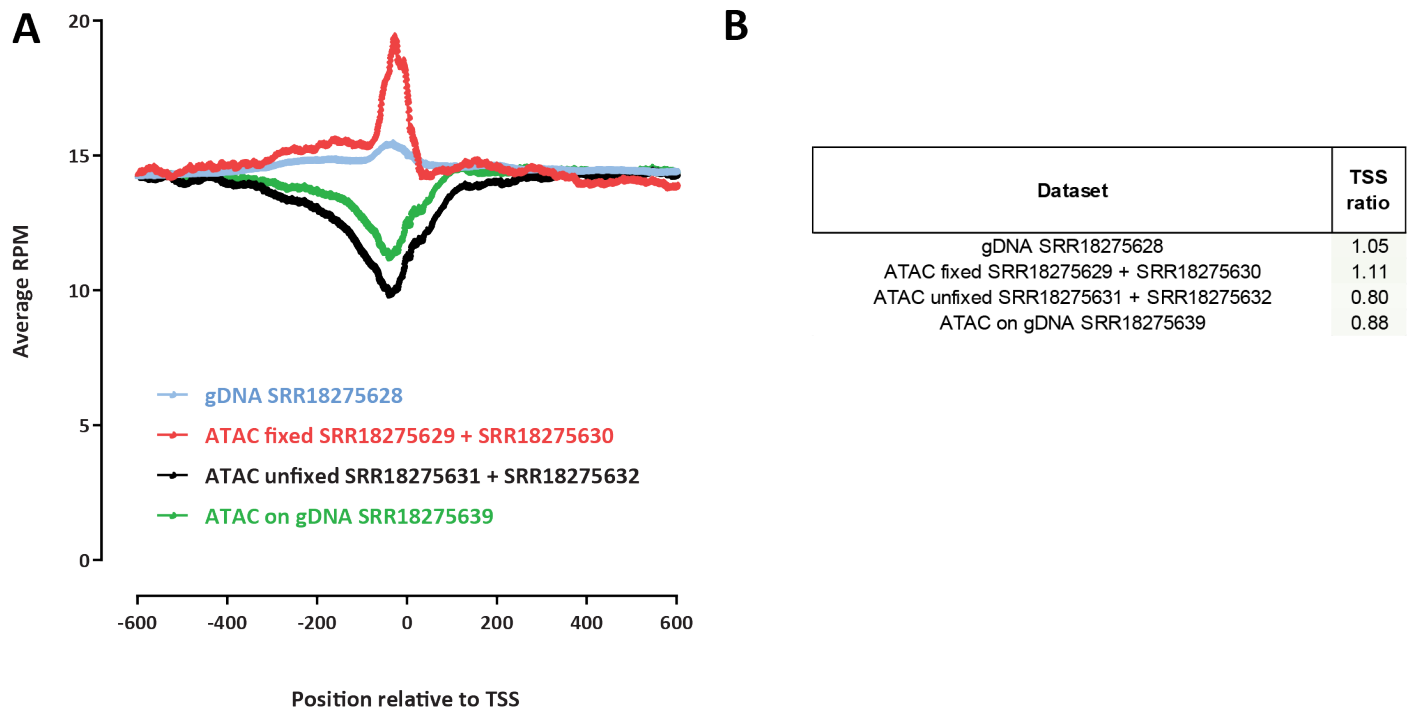 A
20
15
10
5
0
Average RPM
gDNA SRR18275628
ATAC fixed SRR18275629 + SRR18275630
ATAC unfixed SRR18275631 + SRR18275632
ATAC on gDNA SRR18275639
-600 -400 -200 0 200 400 600
Position relative to TSS
B
Dataset TSS
ratio
gDNA SRR18275628 1.05
ATAC fixed SRR18275629 + SRR18275630 1.11
ATAC unfixed SRR18275631 + SRR18275632 0.80
ATAC on gDNA SRR18275639 0.88